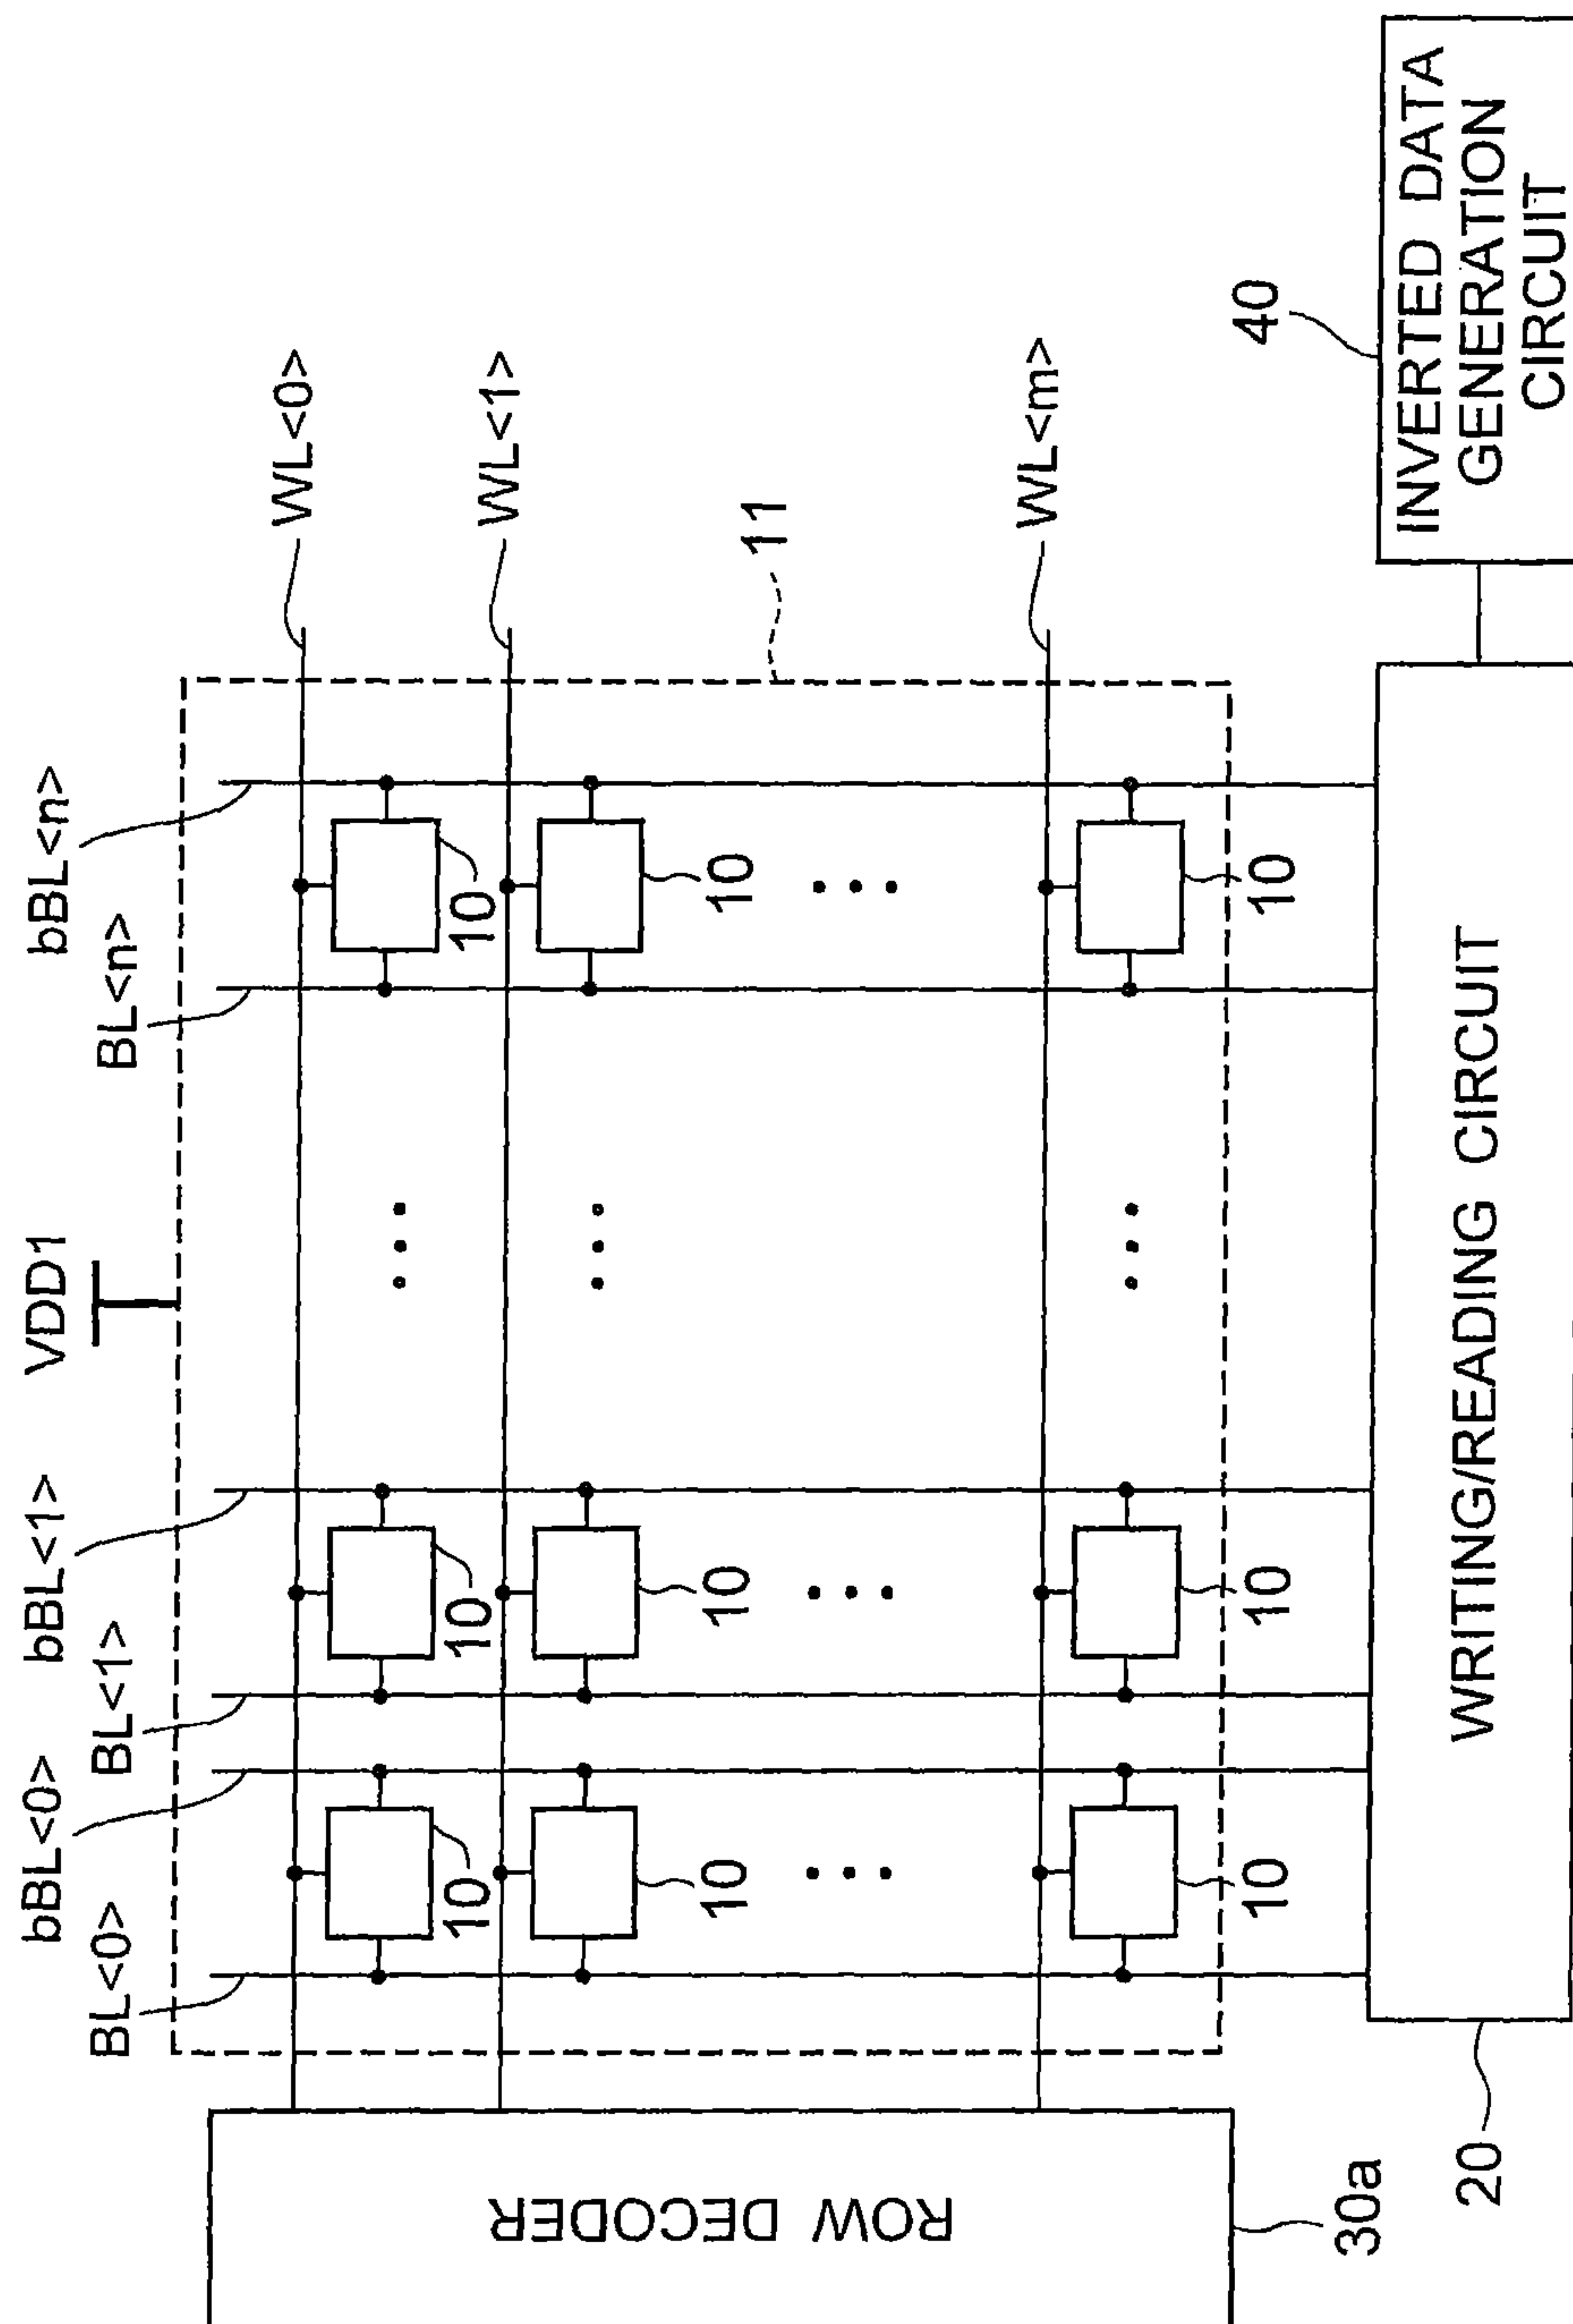 bBL<0>
bBL<1>
VDD1
bBL<n>
BL<0>
BL<1>
BL<n>
WL<0>
10
10
10
WL<1>
ROW DECODER
10
10
10
11
WL<m>
10
10
10
40
30a
20
WRITING/READING CIRCUIT
INVERTED DATA
GENERATION
CIRCUIT